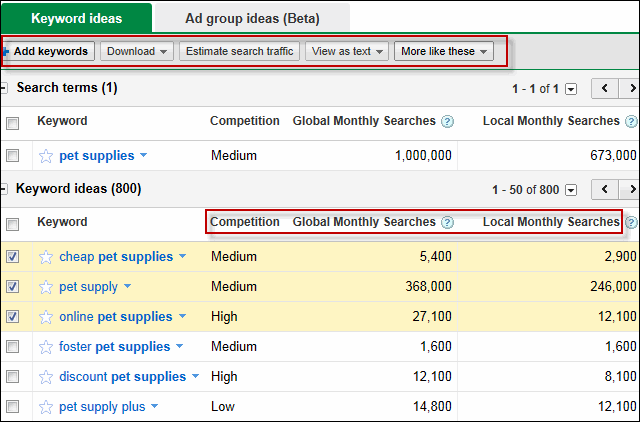 Keyword ideas Ad group ideas (Beta)
+ Add keywords Download Estimate search traffic View as text More like these
Search terms (1) 1 - 1 of 1
Keyword Competition Global Monthly Searches ? Local Monthly Searches ?
pet supplies Medium 1,000,000 673,000
Keyword ideas (800) 1 - 50 of 800
Keyword Competition Global Monthly Searches ? Local Monthly Searches ?
cheap pet supplies Medium 5,400 2,900
pet supply Medium 368,000 246,000
online pet supplies High 27,100 12,100
foster pet supplies Medium 1,600 1,600
discount pet supplies High 12,100 8,100
pet supply plus Low 14,800 12,100